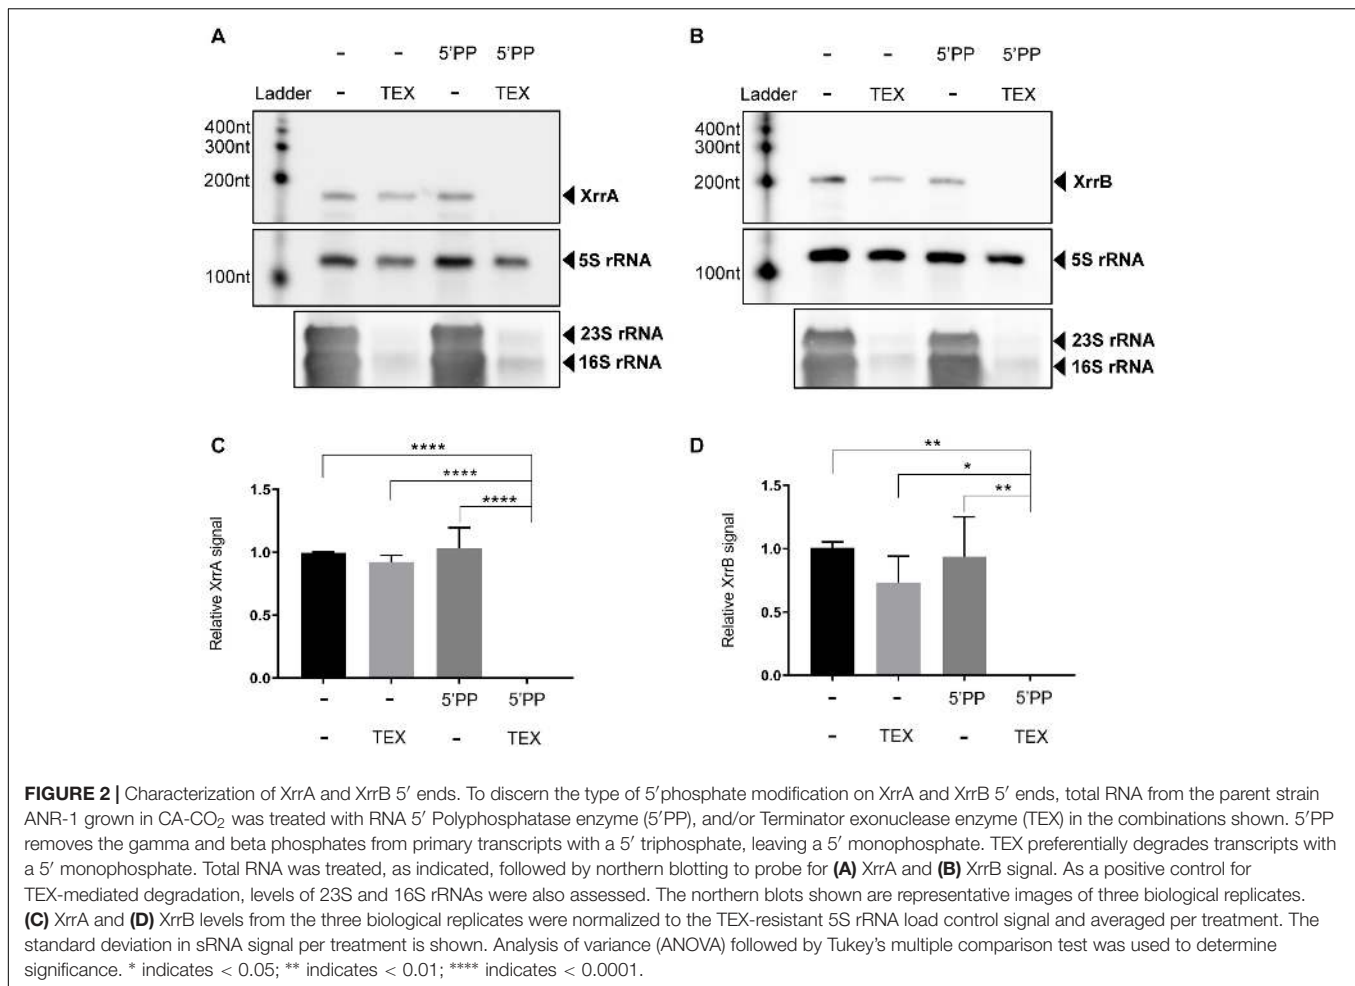 A
- - 5'PP 5'PP
Ladder - TEX - TEX
400nt
300nt
200nt
XrrA
5S rRNA
100nt
23S rRNA
16S rRNA
B
- - 5'PP 5'PP
Ladder - TEX - TEX
400nt
300nt
200nt
XrrB
5S rRNA
100nt
23S rRNA
16S rRNA
C
****
****
****
1.5
1.0
0.5
0.0
Relative XrrA signal
- - 5'PP 5'PP
- TEX - TEX
D
**
*
**
1.5
1.0
0.5
0.0
Relative XrrB signal
- - 5'PP 5'PP
- TEX - TEX
FIGURE 2 | Characterization of XrrA and XrrB 5′ ends. To discern the type of 5′phosphate modification on XrrA and XrrB 5′ ends, total RNA from the parent strain
ANR-1 grown in CA-CO₂ was treated with RNA 5′ Polyphosphatase enzyme (5′PP), and/or Terminator exonuclease enzyme (TEX) in the combinations shown. 5′PP
removes the gamma and beta phosphates from primary transcripts with a 5′ triphosphate, leaving a 5′ monophosphate. TEX preferentially degrades transcripts with
a 5′ monophosphate. Total RNA was treated, as indicated, followed by northern blotting to probe for (A) XrrA and (B) XrrB signal. As a positive control for
TEX-mediated degradation, levels of 23S and 16S rRNAs were also assessed. The northern blots shown are representative images of three biological replicates.
(C) XrrA and (D) XrrB levels from the three biological replicates were normalized to the TEX-resistant 5S rRNA load control signal and averaged per treatment. The
standard deviation in sRNA signal per treatment is shown. Analysis of variance (ANOVA) followed by Tukey's multiple comparison test was used to determine
significance. * indicates < 0.05; ** indicates < 0.01; **** indicates < 0.0001.